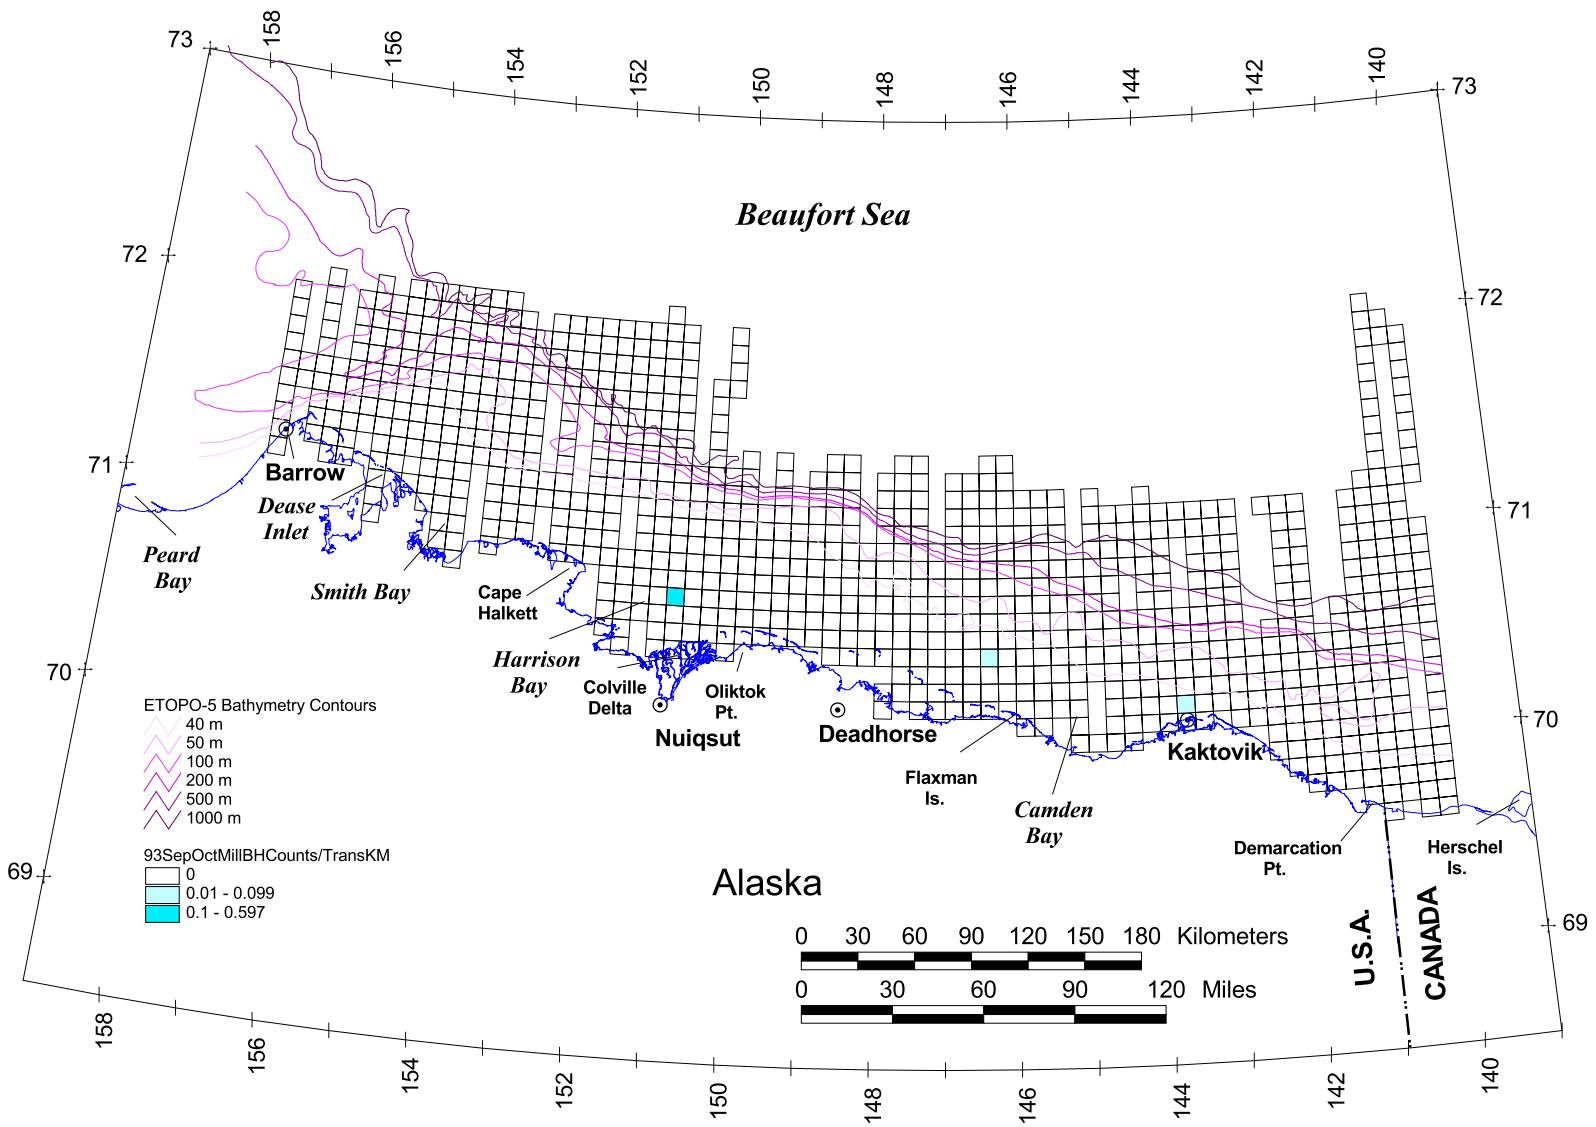 158
156
154
152
150
148
146
144
142
140
73
73
Beaufort Sea
72
72
71
71
Barrow
Dease
Inlet
Peard
Bay
Smith Bay
Cape
Halkett
Harrison
Bay
Colville
Delta
Oliktok
Pt.
Nuiqsut
Deadhorse
Kaktovik
Flaxman
Is.
Camden
Bay
Demarcation
Pt.
Herschel
Is.
70
70
ETOPO-5 Bathymetry Contours
40 m
50 m
100 m
200 m
500 m
1000 m
93SepOctMillBHCounts/TransKM
0
0.01 - 0.099
0.1 - 0.597
69
69
Alaska
U.S.A.
CANADA
0 30 60 90 120 150 180 Kilometers
0 30 60 90 120 Miles
158
156
154
152
150
148
146
144
142
140